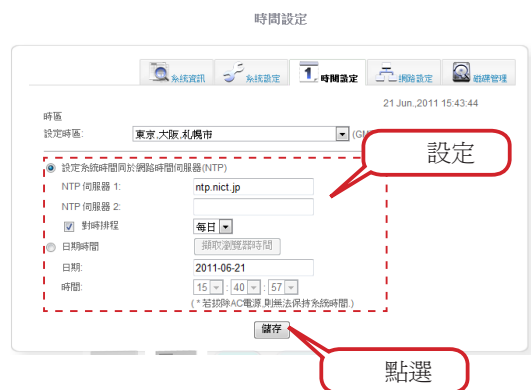 時間設定
系統資訊 系統設定 時間設定 網路設定 磁碟管理
21 Jun.,2011 15:43:44
時區
設定時區: 東京.大阪.札幌市 (GM
設定
設定系統時間同於網路時間伺服器(NTP)
NTP 伺服器 1: ntp.nict.jp
NTP 伺服器 2:
對時排程 每日
日期時間 擷取瀏覽器時間
日期: 2011-06-21
時間: 15 : 40 : 57
( * 若拔除AC電源,則無法保持系統時間.)
儲存
點選